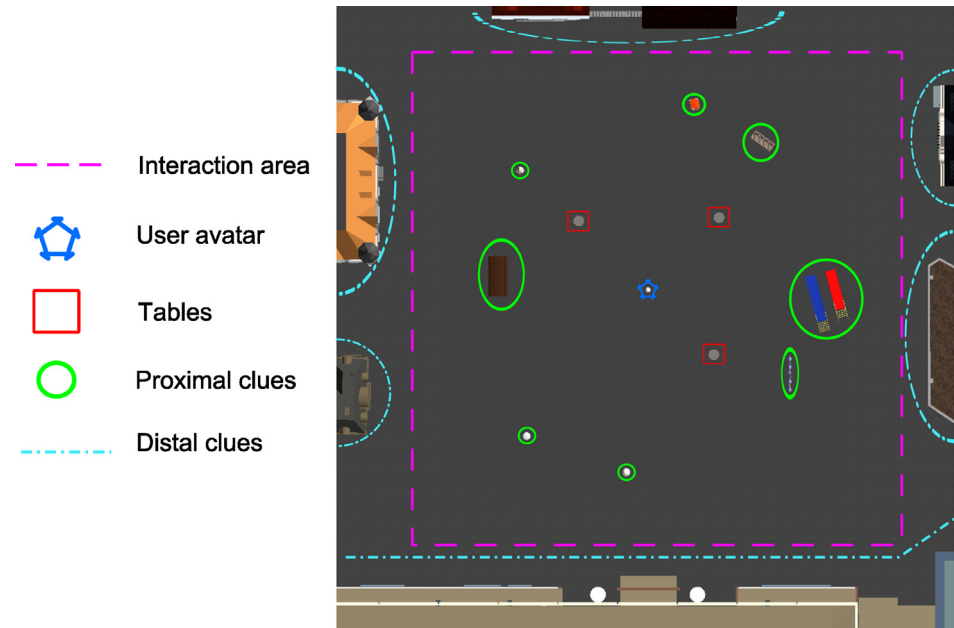 Interaction area
User avatar
Tables
Proximal clues
Distal clues